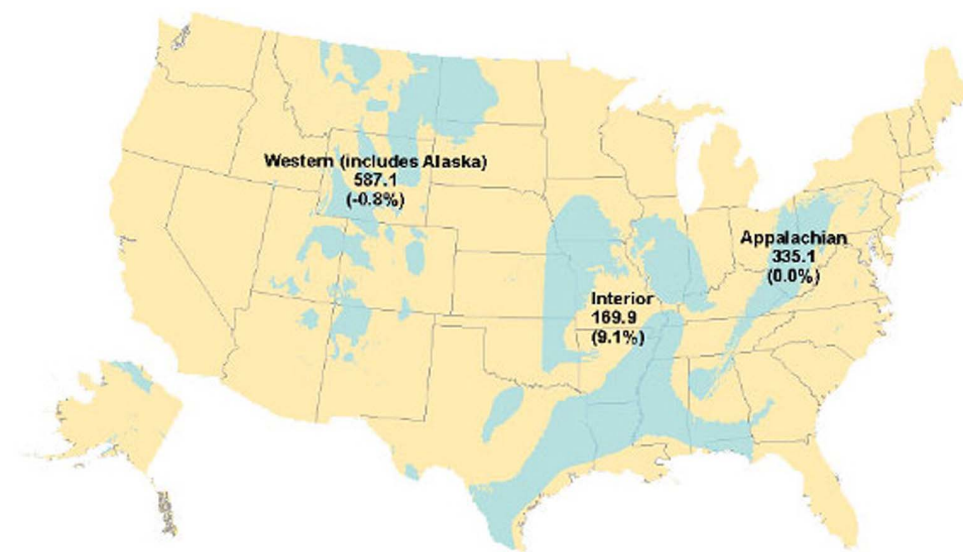 Western (includes Alaska)
587.1
(-0.8%)
Appalachian
335.1
(0.0%)
Interior
169.9
(9.1%)